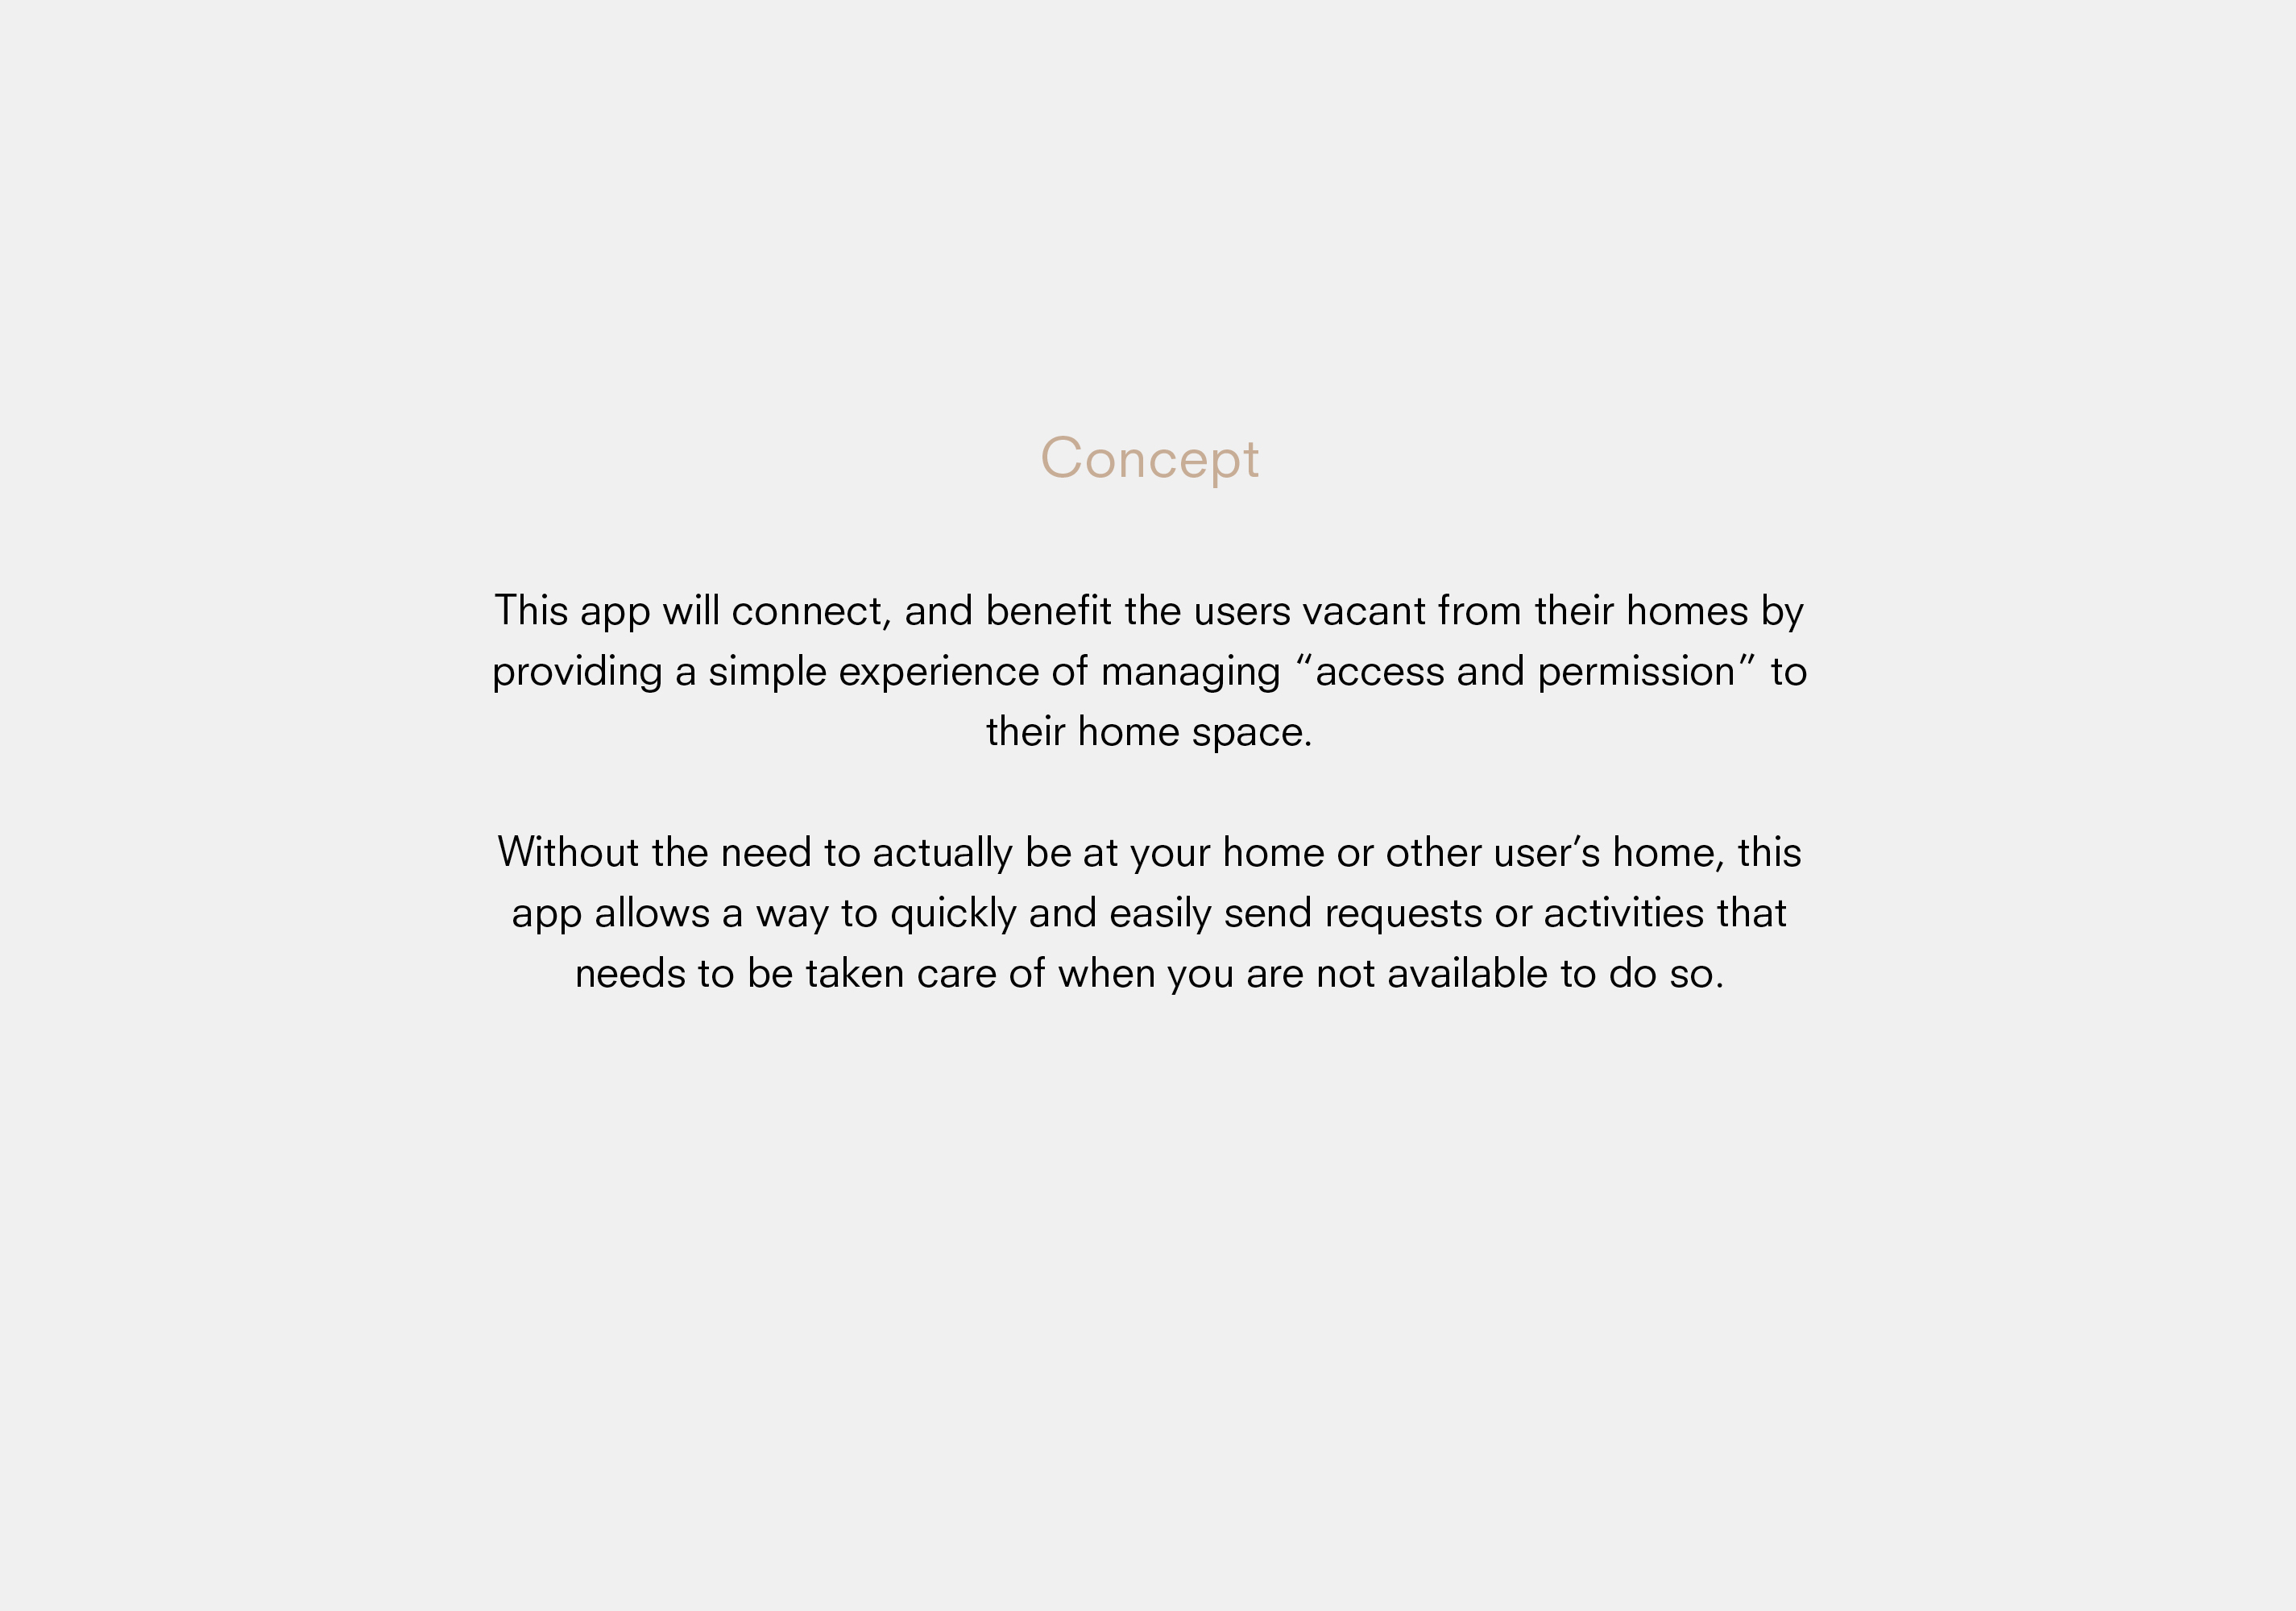 Concept
This app will connect, and benefit the users vacant from their homes by
providing a simple experience of managing “access and permission” to
their home space.
Without the need to actually be at your home or other user’s home, this
app allows a way to quickly and easily send requests or activities that
needs to be taken care of when you are not available to do so.